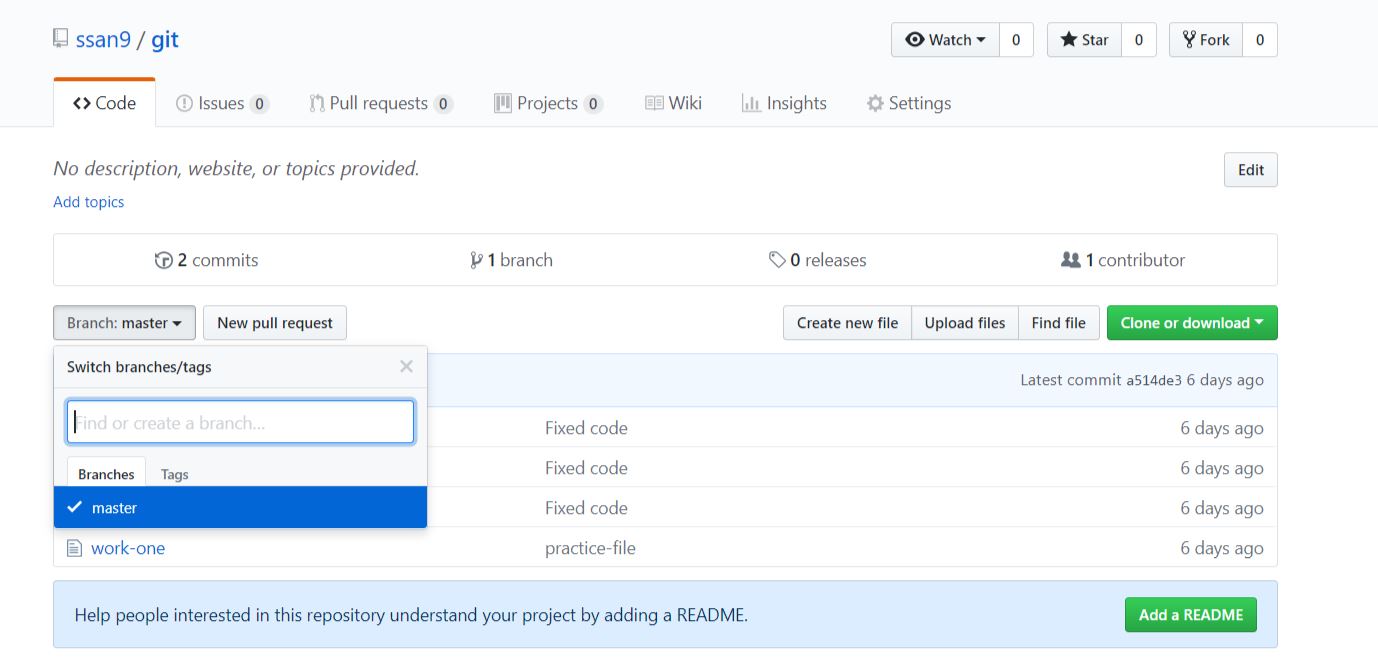 ssan9 / git
Watch 0 Star 0 Fork 0
Code Issues 0 Pull requests 0 Projects 0 Wiki Insights Settings
No description, website, or topics provided.
Edit
Add topics
2 commits 1 branch 0 releases 1 contributor
Branch: master New pull request Create new file Upload files Find file Clone or download
Switch branches/tags
Latest commit a514de3 6 days ago
Find or create a branch...
Fixed code 6 days ago
Branches Tags
Fixed code 6 days ago
master
Fixed code 6 days ago
work-one practice-file 6 days ago
Help people interested in this repository understand your project by adding a README.
Add a README